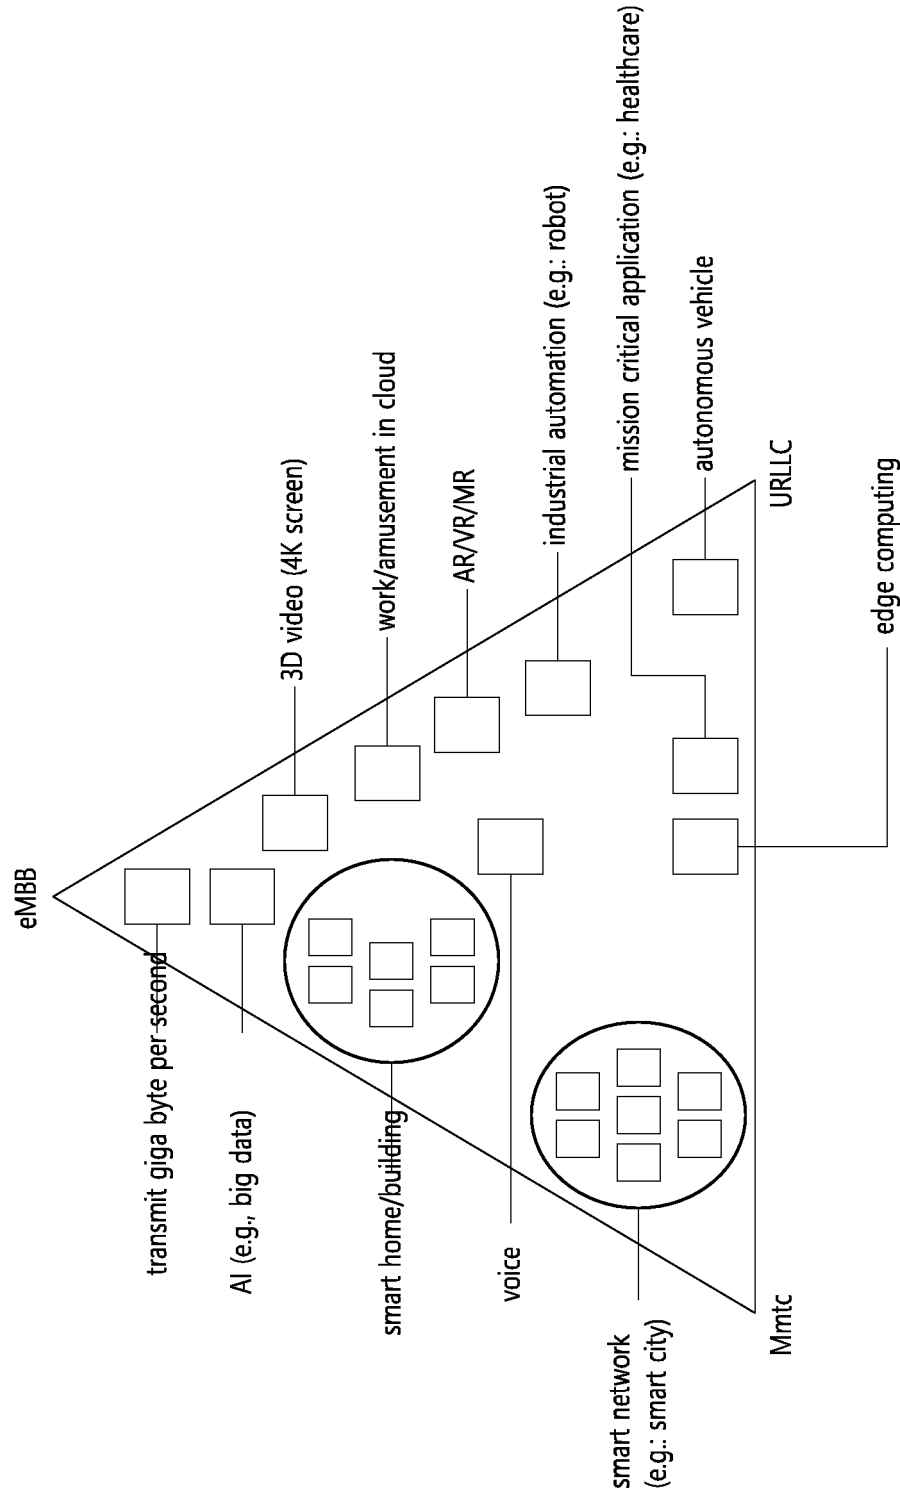 eMBB
transmit giga byte per second
AI (e.g., big data)
3D video (4K screen)
smart home/building
work/amusement in cloud
AR/VR/MR
voice
industrial automation (e.g.: robot)
smart network
(e.g.: smart city)
mission critical application (e.g.: healthcare)
autonomous vehicle
Mmtc
URLLC
edge computing